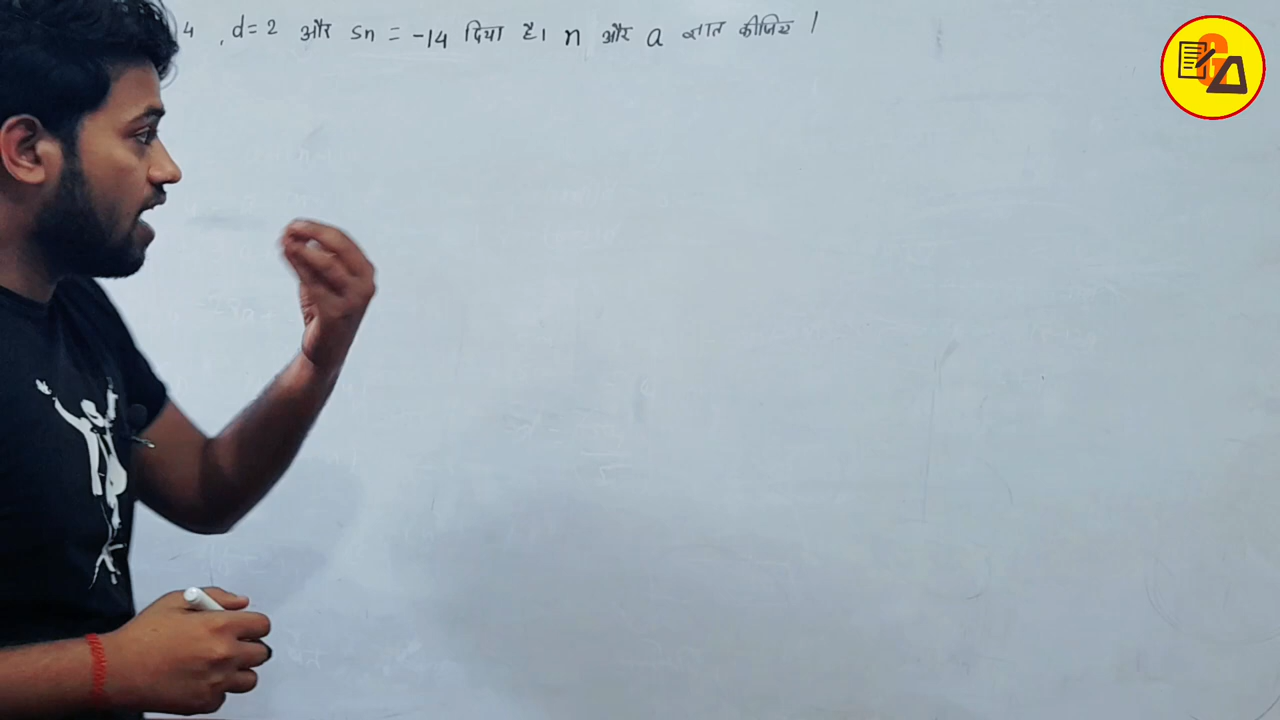 4 , d = 2 और Sn = -14 दिया है। n और a ज्ञात कीजिए ।